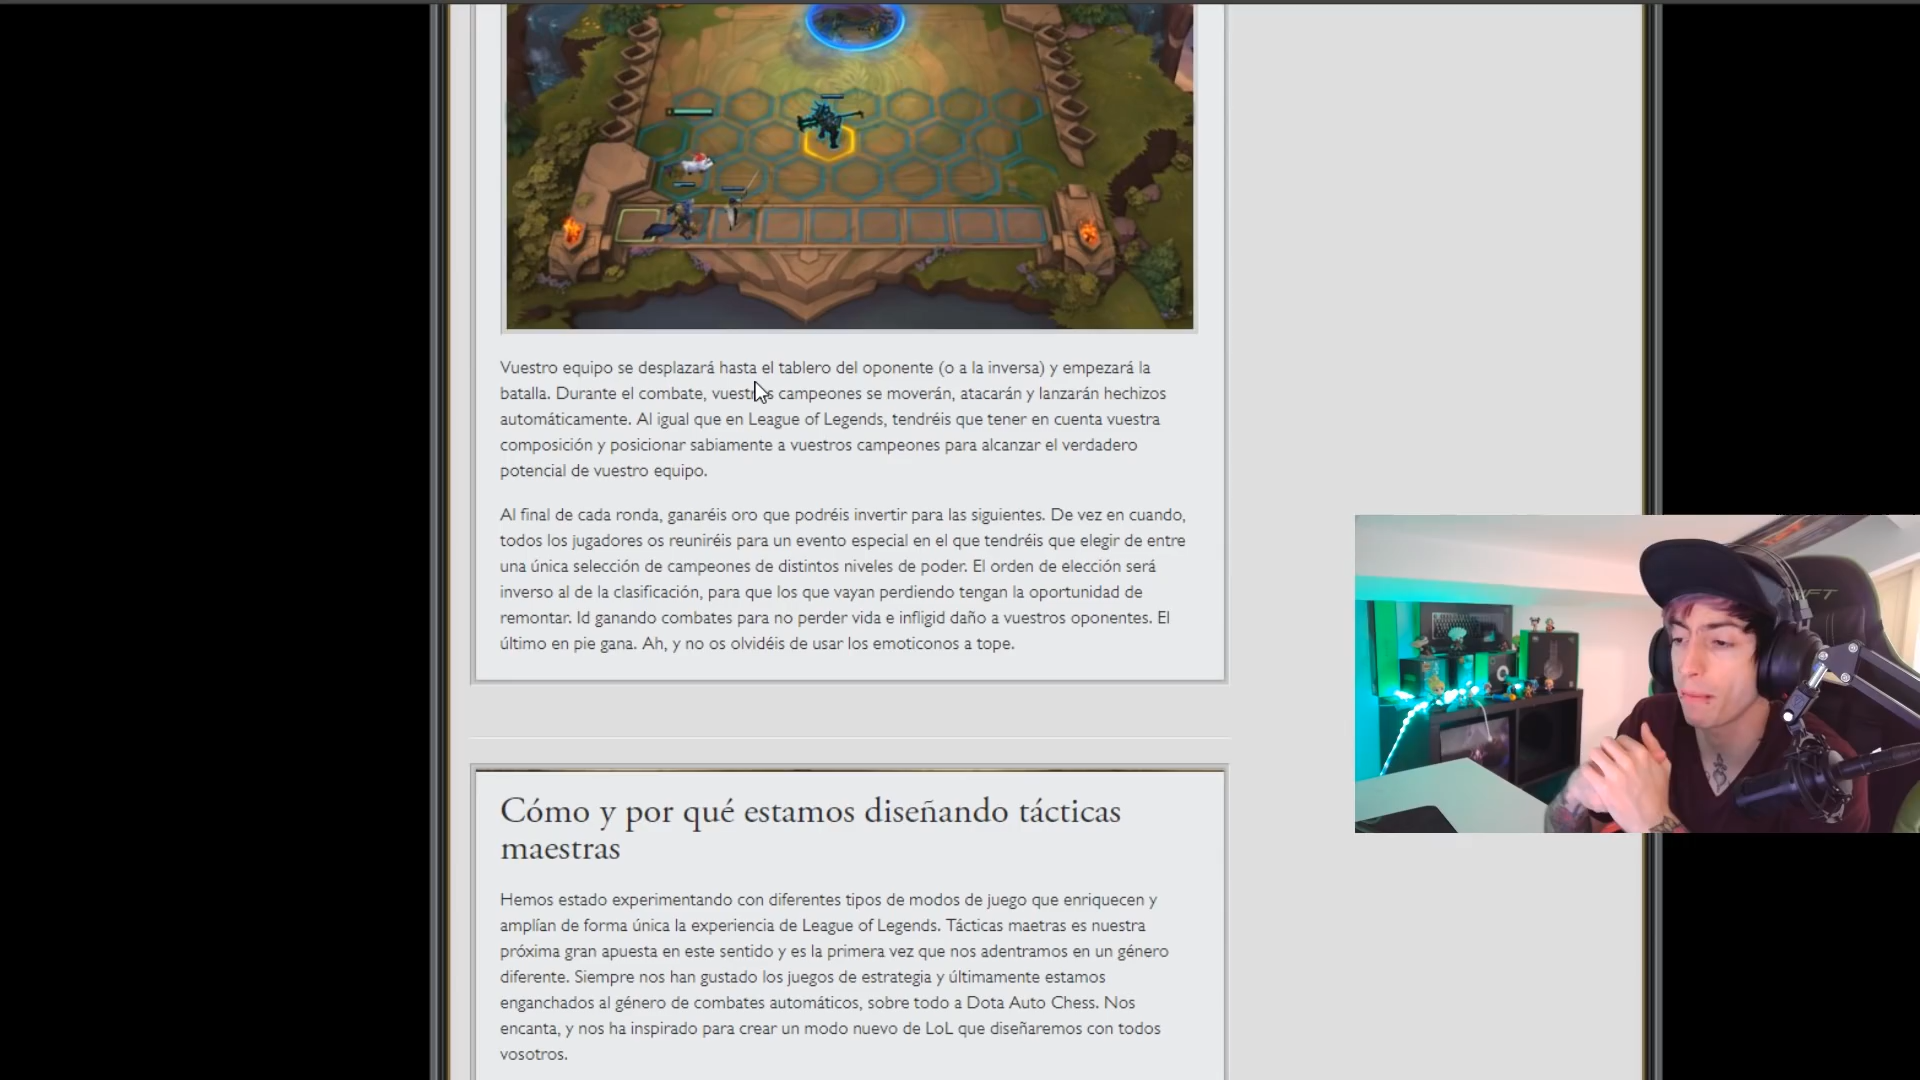 Vuestro equipo se desplazará hasta el tablero del oponente (o a la inversa) y empezará la
batalla. Durante el combate, vuestros campeones se moverán, atacarán y lanzarán hechizos
automáticamente. Al igual que en League of Legends, tendréis que tener en cuenta vuestra
composición y posicionar sabiamente a vuestros campeones para alcanzar el verdadero
potencial de vuestro equipo.
Al final de cada ronda, ganaréis oro que podréis invertir para las siguientes. De vez en cuando,
todos los jugadores os reuniréis para un evento especial en el que tendréis que elegir de entre
una única selección de campeones de distintos niveles de poder. El orden de elección será
inverso al de la clasificación, para que los que vayan perdiendo tengan la oportunidad de
remontar. Id ganando combates para no perder vida e infligid daño a vuestros oponentes. El
último en pie gana. Ah, y no os olvidéis de usar los emoticonos a tope.
Cómo y por qué estamos diseñando tácticas
maestras
Hemos estado experimentando con diferentes tipos de modos de juego que enriquecen y
amplían de forma única la experiencia de League of Legends. Tácticas maetras es nuestra
próxima gran apuesta en este sentido y es la primera vez que nos adentramos en un género
diferente. Siempre nos han gustado los juegos de estrategia y últimamente estamos
enganchados al género de combates automáticos, sobre todo a Dota Auto Chess. Nos
encanta, y nos ha inspirado para crear un modo nuevo de LoL que diseñaremos con todos
vosotros.